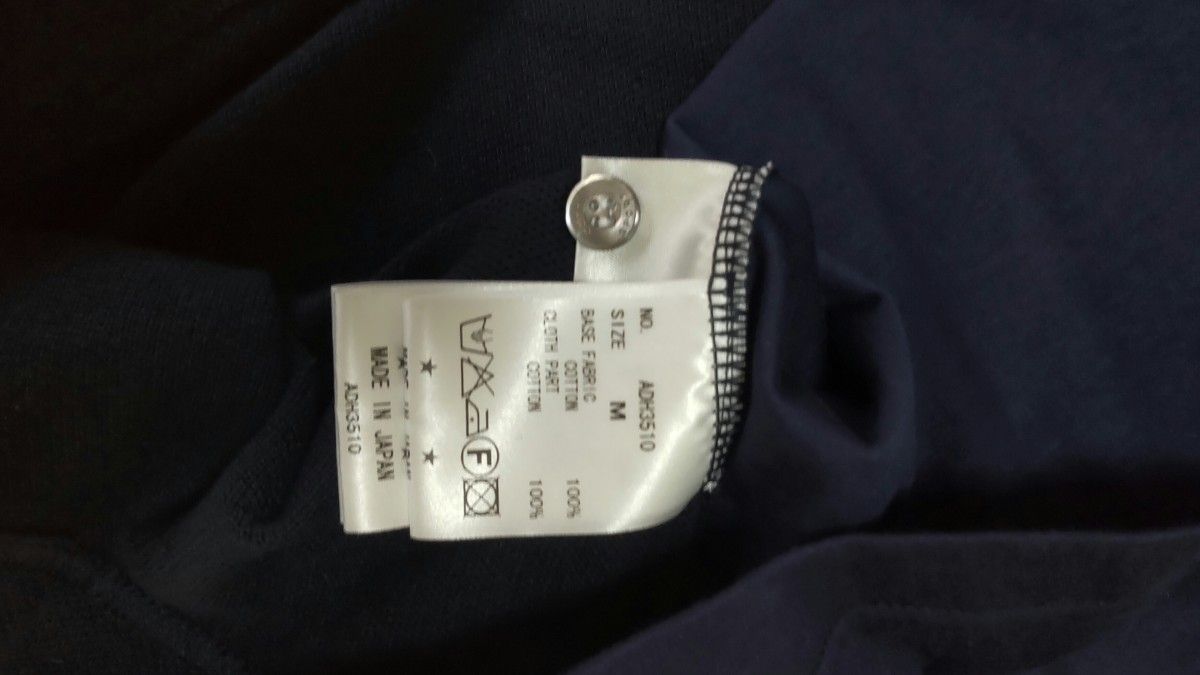 NO. ADH3510
SIZE M
BASE FABRIC
COTTON 100%
CLOTH PART
COTTON 100%
F
★ ★
MADE IN JAPAN
ADH3510